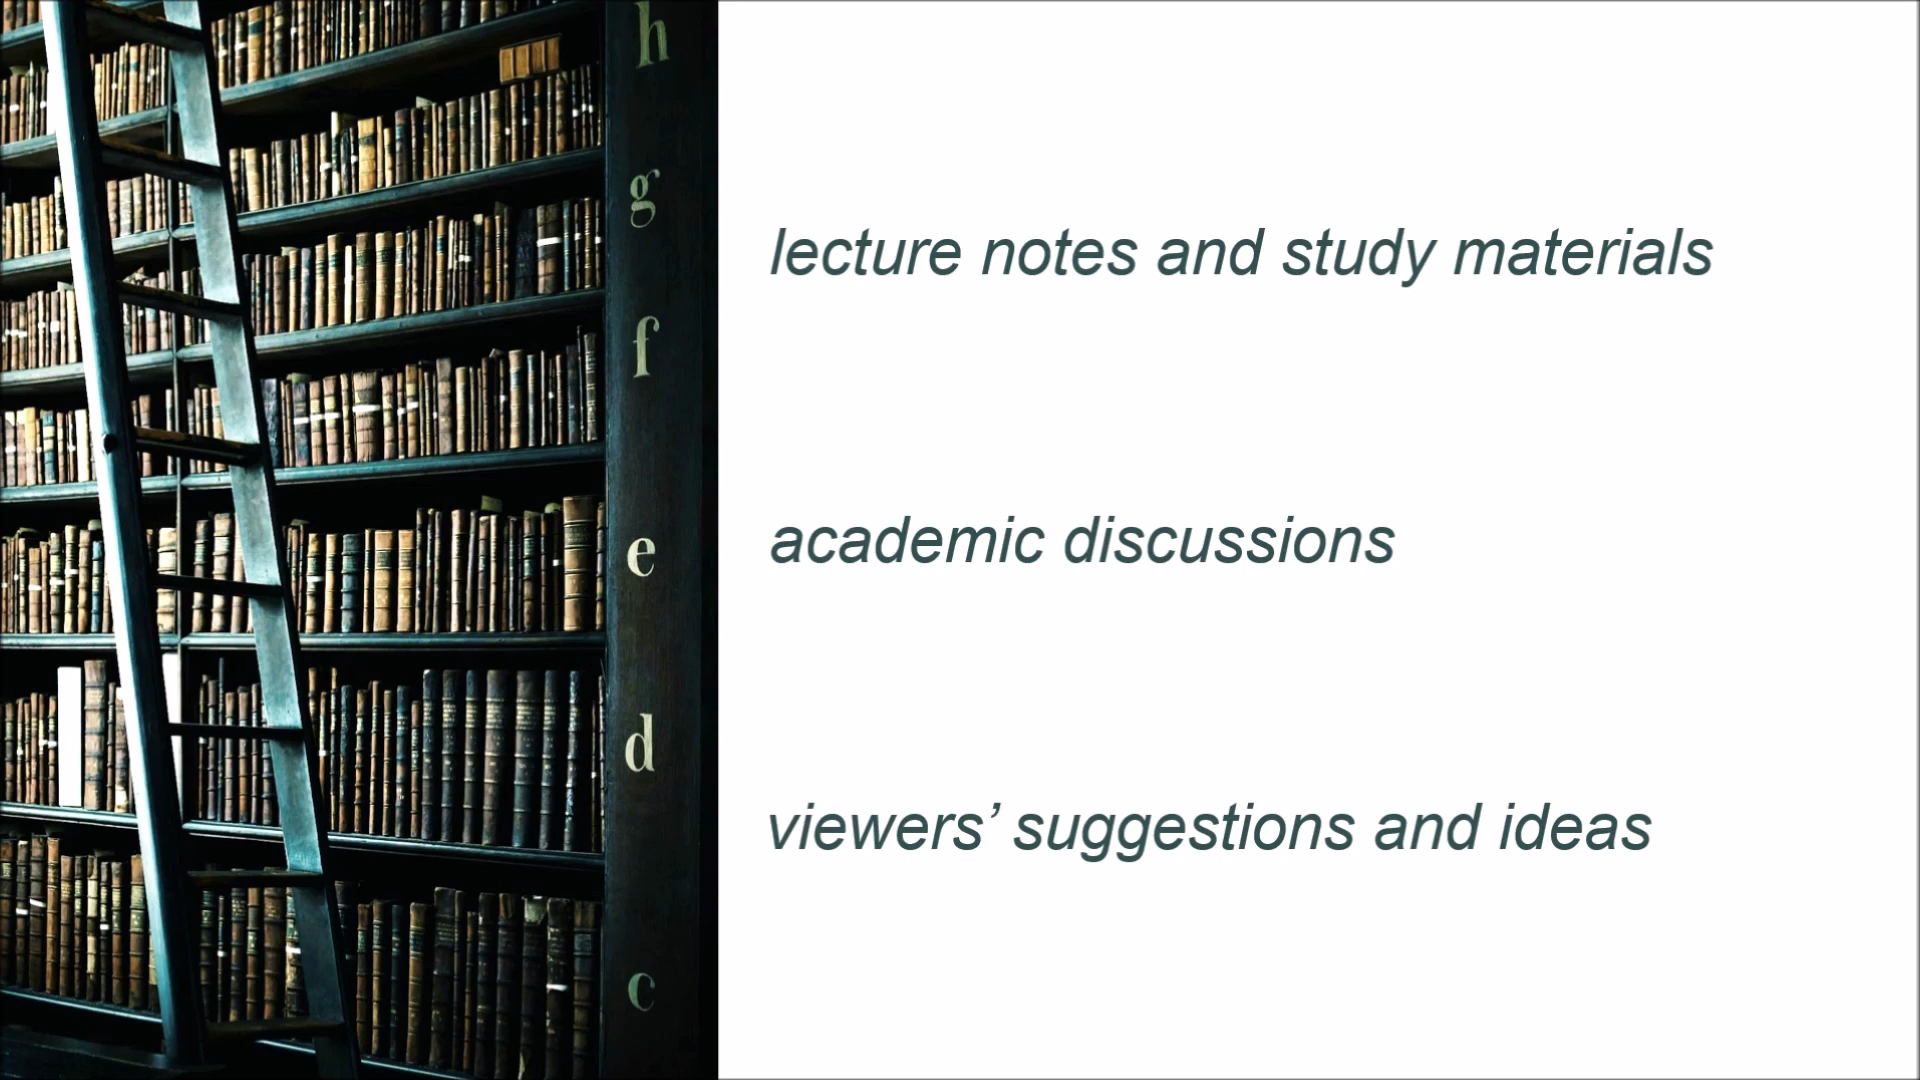 h
g
f
e
d
c
lecture notes and study materials
academic discussions
viewers’ suggestions and ideas